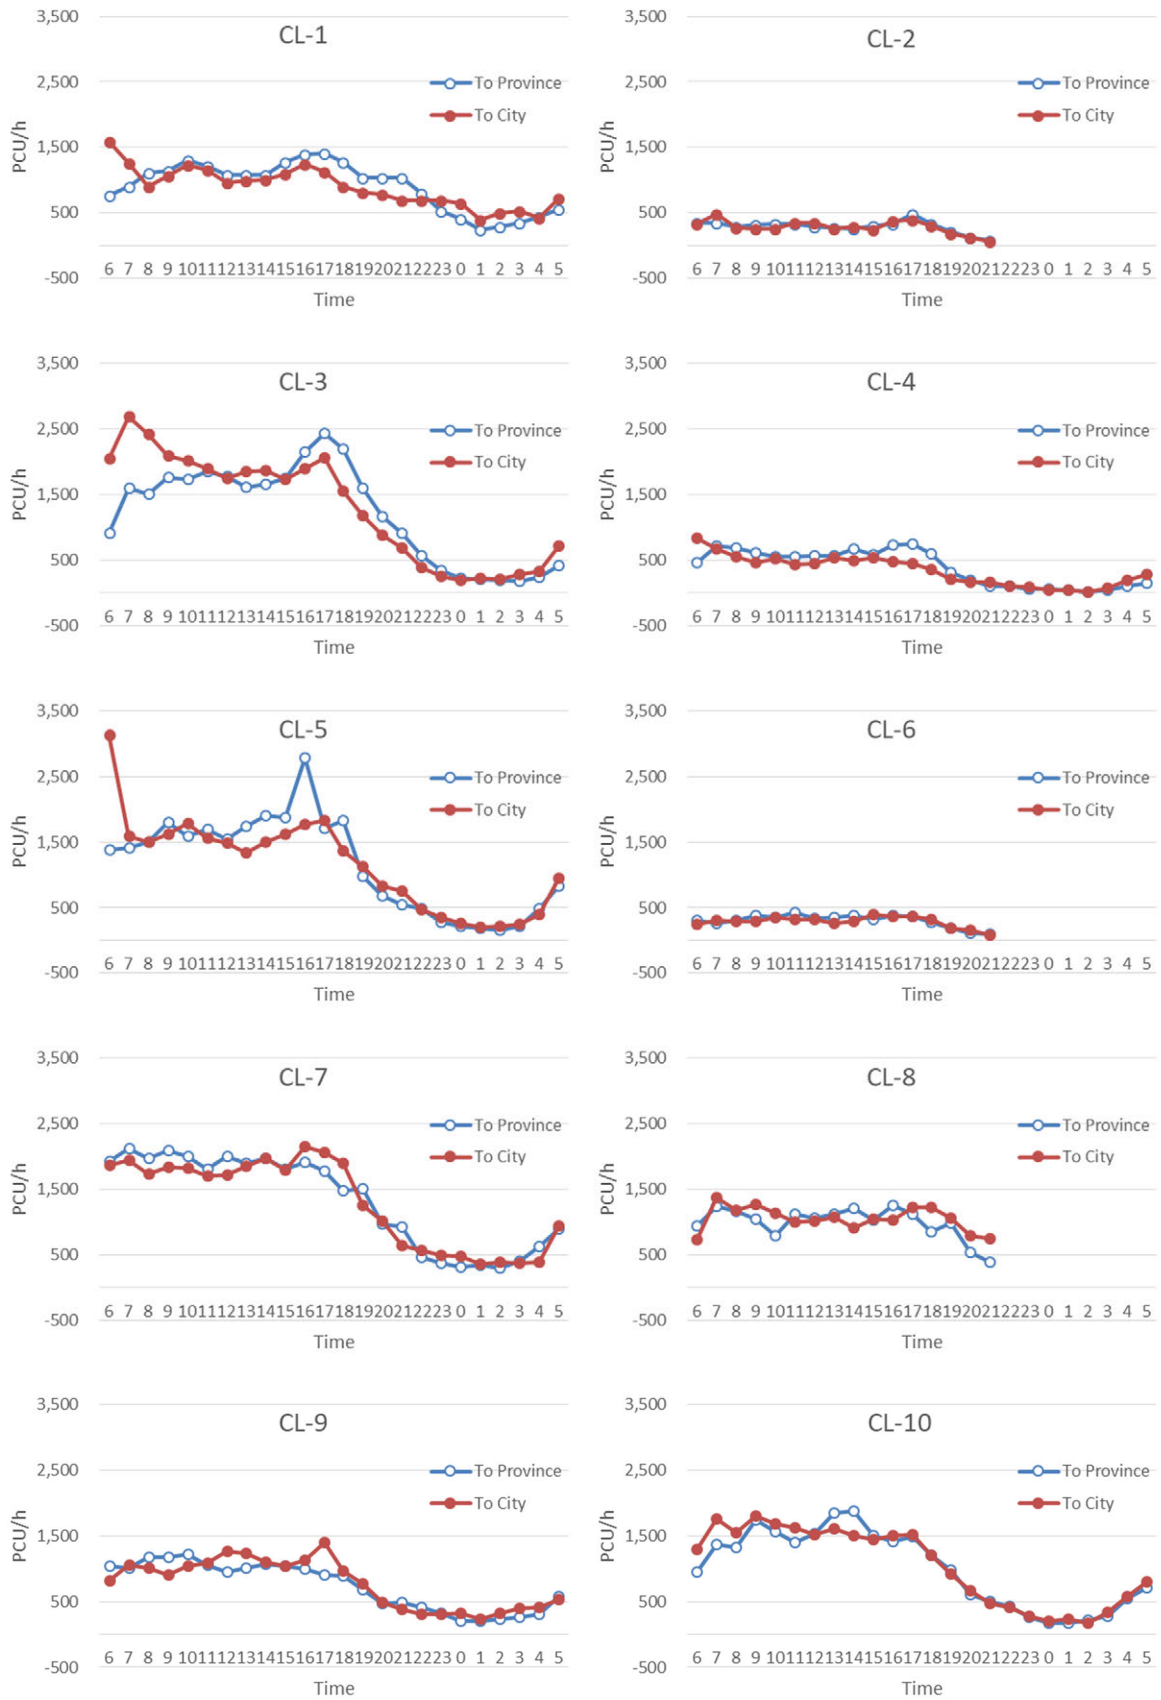 3,500
CL-1
2,500
To Province
To City
1,500
PCU/h
500
-500
6 7 8 9 10 11 12 13 14 15 16 17 18 19 20 21 22 23 0 1 2 3 4 5
Time
3,500
CL-2
2,500
To Province
To City
1,500
PCU/h
500
-500
6 7 8 9 10 11 12 13 14 15 16 17 18 19 20 21 22 23 0 1 2 3 4 5
Time
3,500
CL-3
2,500
To Province
To City
1,500
PCU/h
500
-500
6 7 8 9 10 11 12 13 14 15 16 17 18 19 20 21 22 23 0 1 2 3 4 5
Time
3,500
CL-4
2,500
To Province
To City
1,500
PCU/h
500
-500
6 7 8 9 10 11 12 13 14 15 16 17 18 19 20 21 22 23 0 1 2 3 4 5
Time
3,500
CL-5
2,500
To Province
To City
1,500
PCU/h
500
-500
6 7 8 9 10 11 12 13 14 15 16 17 18 19 20 21 22 23 0 1 2 3 4 5
Time
3,500
CL-6
2,500
To Province
To City
1,500
PCU/h
500
-500
6 7 8 9 10 11 12 13 14 15 16 17 18 19 20 21 22 23 0 1 2 3 4 5
Time
3,500
CL-7
2,500
To Province
To City
1,500
PCU/h
500
-500
6 7 8 9 10 11 12 13 14 15 16 17 18 19 20 21 22 23 0 1 2 3 4 5
Time
3,500
CL-8
2,500
To Province
To City
1,500
PCU/h
500
-500
6 7 8 9 10 11 12 13 14 15 16 17 18 19 20 21 22 23 0 1 2 3 4 5
Time
3,500
CL-9
2,500
To Province
To City
1,500
PCU/h
500
-500
6 7 8 9 10 11 12 13 14 15 16 17 18 19 20 21 22 23 0 1 2 3 4 5
Time
3,500
CL-10
2,500
To Province
To City
1,500
PCU/h
500
-500
6 7 8 9 10 11 12 13 14 15 16 17 18 19 20 21 22 23 0 1 2 3 4 5
Time